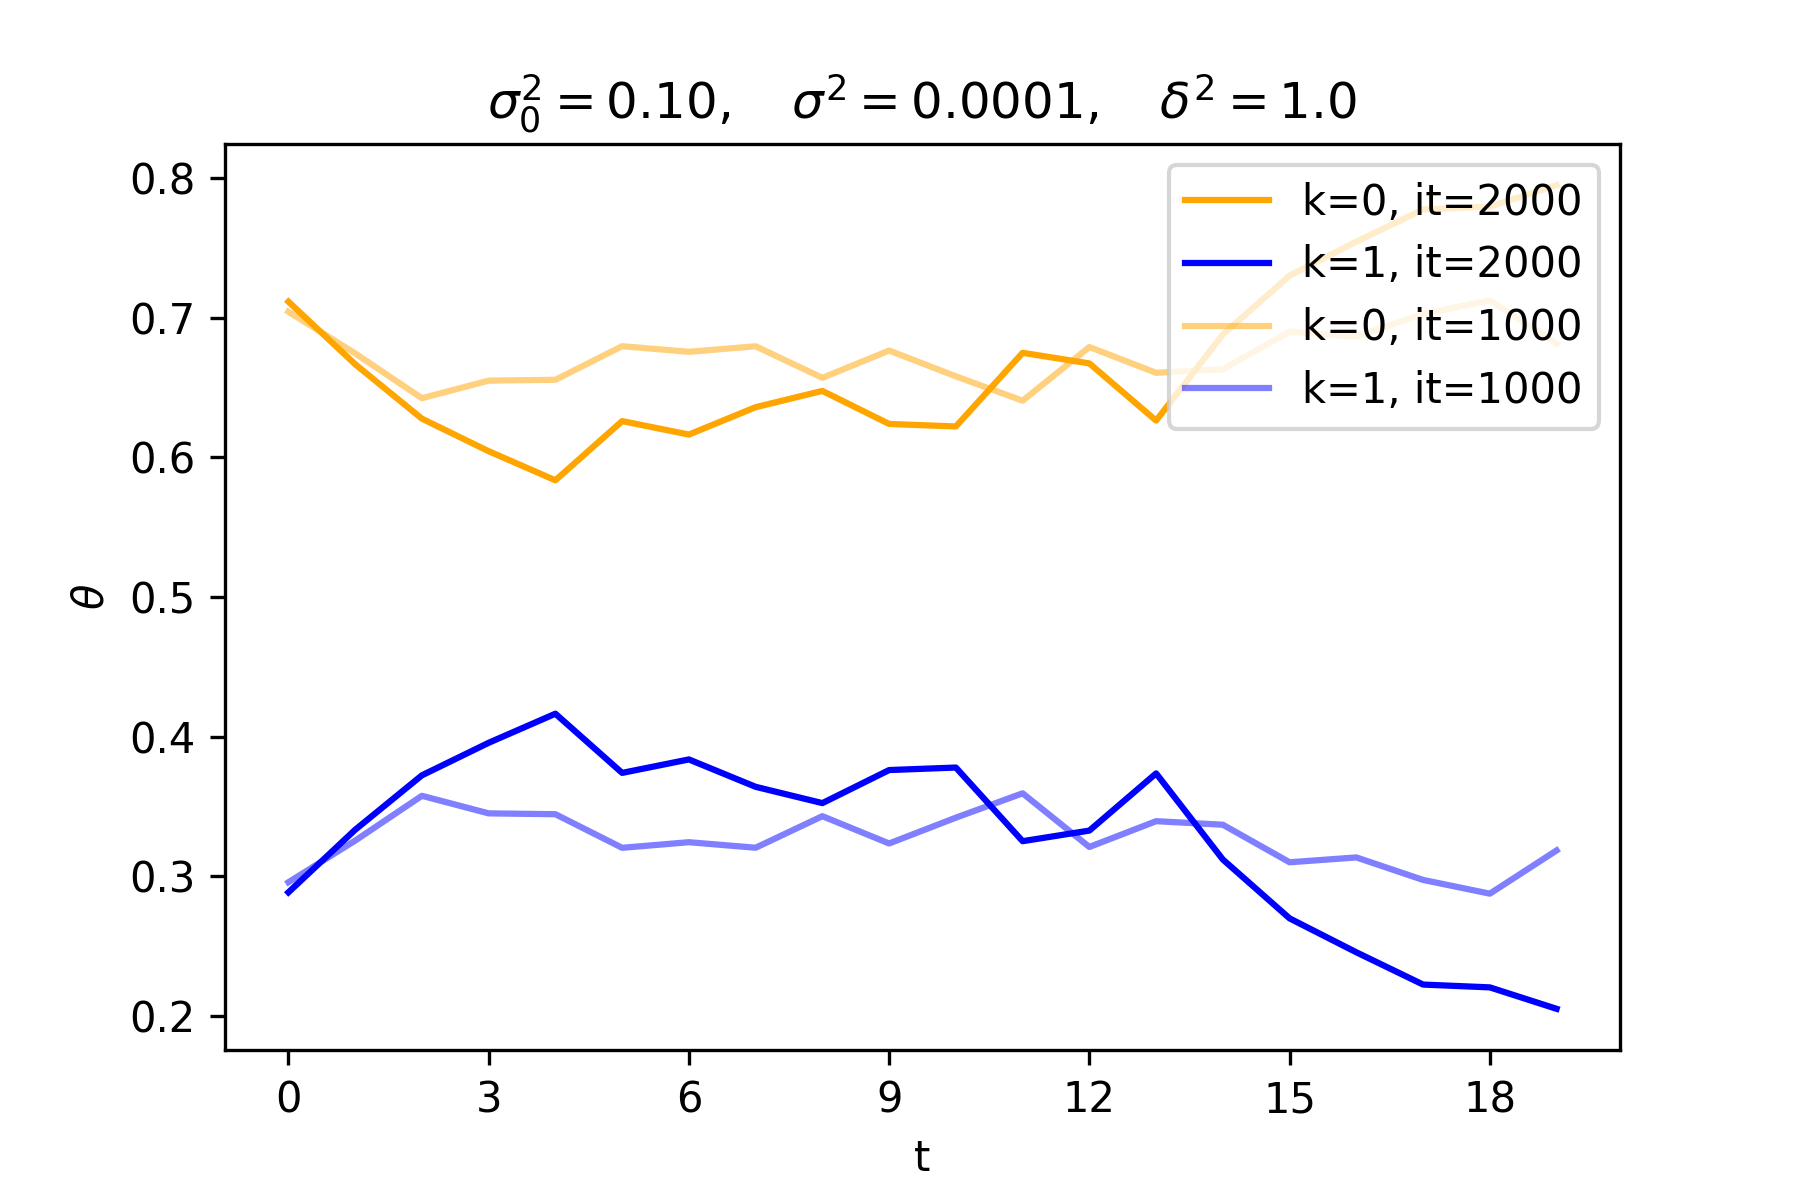 σ₀² = 0.10, σ² = 0.0001, δ² = 1.0
0.8
0.7
0.6
0.5
0.4
0.3
0.2
θ
k=0, it=2000
k=1, it=2000
k=0, it=1000
k=1, it=1000
0 3 6 9 12 15 18
t